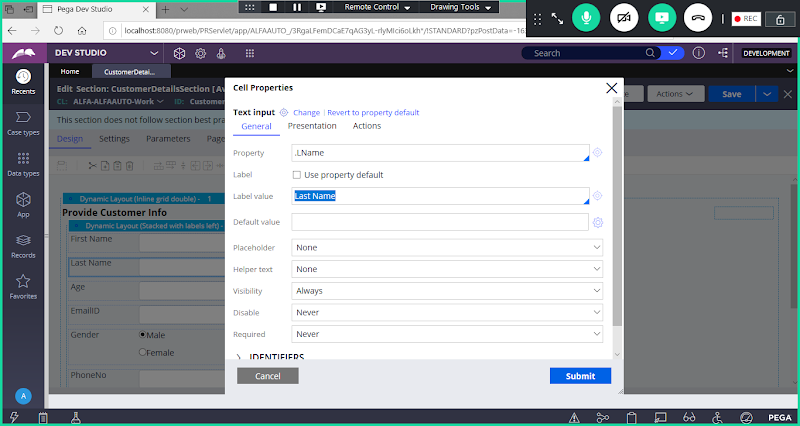 Pega Dev Studio
Remote Control
Drawing Tools
REC
localhost:8080/prweb/PRServlet/app/ALFAAUTO_/3RgaLFemDCaE7qAG3yL-rlyMIci6oLkh*/!STANDARD?pzPostData=-16
DEV STUDIO
Search
DEVELOPMENT
Recents
Case types
Data types
App
Records
Favorites
A
Home
CustomerDetai...
Edit Section: CustomerDetailsSection [Av
CL: ALFA-ALFAAUTO-Work
ID: Custome
Actions
Save
This section does not follow section best pra
Design
Settings
Parameters
Page
Dynamic Layout (Inline grid double) - 1
Provide Customer Info
Dynamic Layout (Stacked with labels left) -
First Name
Last Name
Age
EmailID
Gender
Male
Female
PhoneNo
Cell Properties
Text input
Change | Revert to property default
General
Presentation
Actions
Property
.LName
Label
Use property default
Label value
Last Name
Default value
Placeholder
None
Helper text
None
Visibility
Always
Disable
Never
Required
Never
IDENTIFIERS
Cancel
Submit
PEGA